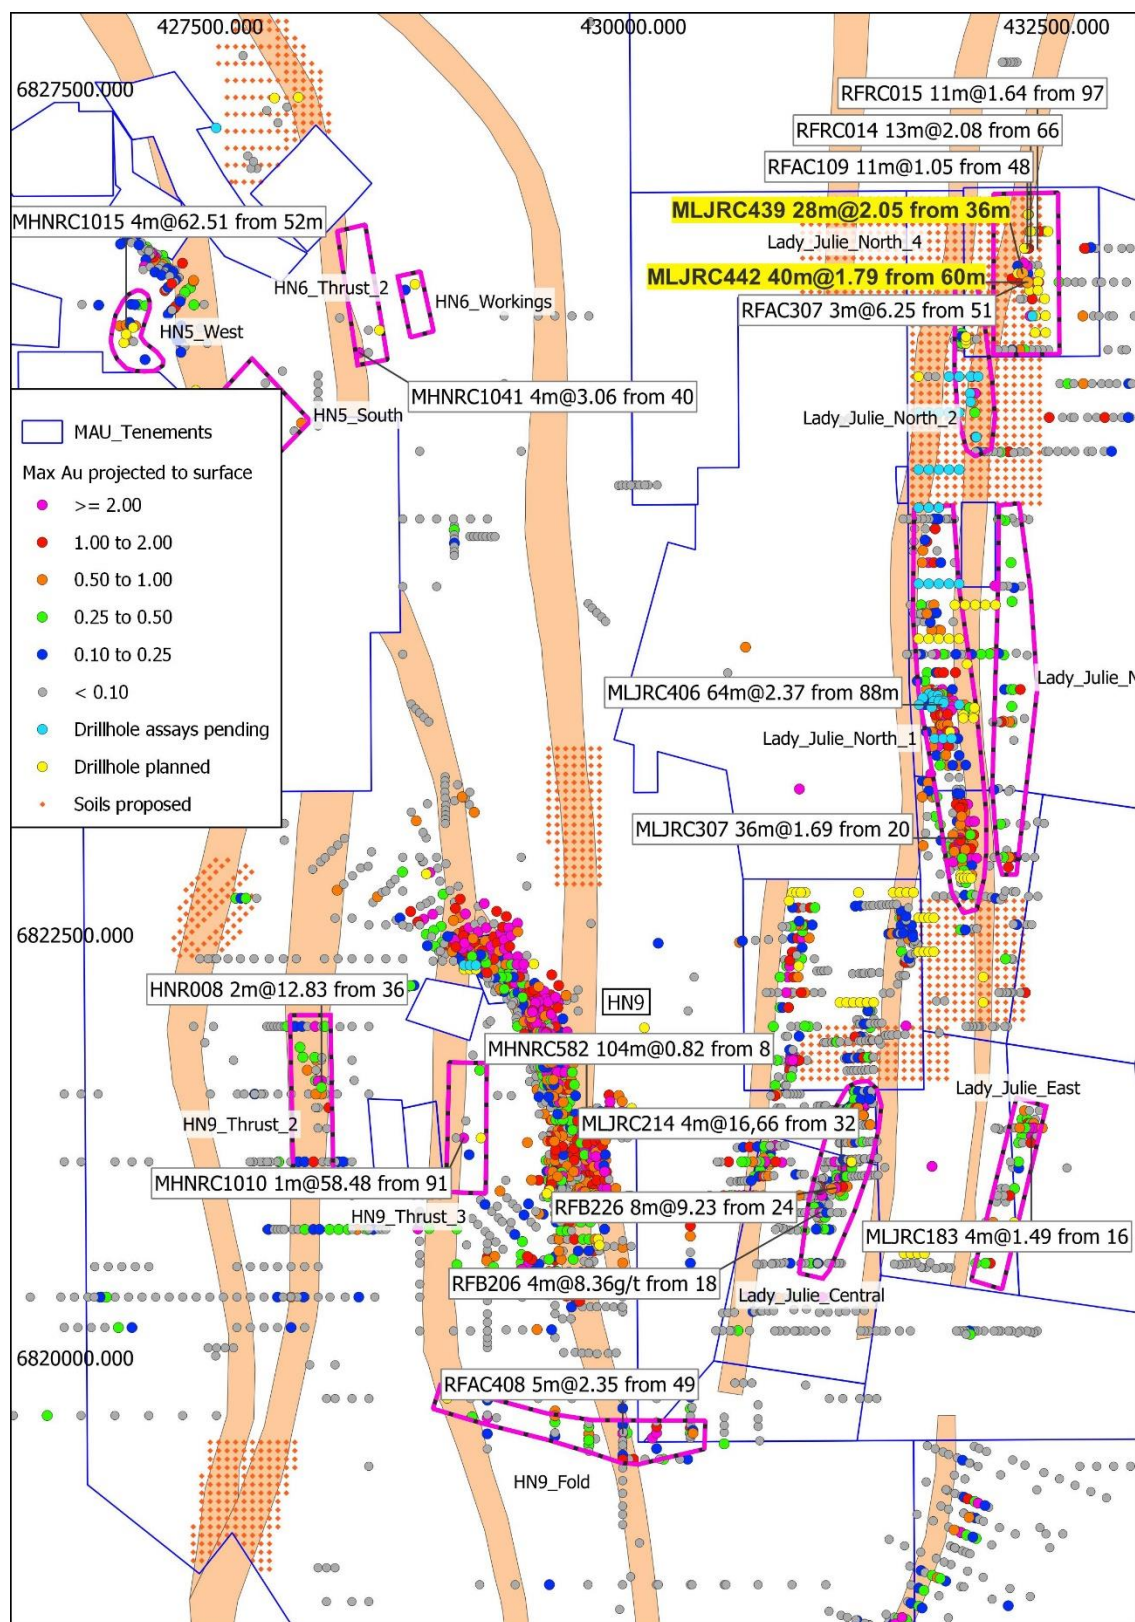 427500.000
430000.000
432500.000
6827500.000
RFRC015 11m@1.64 from 97
RFRC014 13m@2.08 from 66
RFAC109 11m@1.05 from 48
MHNRC1015 4m@62.51 from 52m
MLJRC439 28m@2.05 from 36m
Lady_Julie_North_4
MLJRC442 40m@1.79 from 60m
HN6_Thrust_2
HN6_Workings
RFAC307 3m@6.25 from 51
HN5_West
MHNRC1041 4m@3.06 from 40
HN5_South
Lady_Julie_North_2
MAU_Tenements
Max Au projected to surface
>= 2.00
1.00 to 2.00
0.50 to 1.00
0.25 to 0.50
0.10 to 0.25
< 0.10
Drillhole assays pending
Drillhole planned
Soils proposed
Lady_Julie_N
MLJRC406 64m@2.37 from 88m
Lady_Julie_North_1
MLJRC307 36m@1.69 from 20
6822500.000
HNR008 2m@12.83 from 36
HN9
MHNRC582 104m@0.82 from 8
Lady_Julie_East
HN9_Thrust_2
MLJRC214 4m@16,66 from 32
MHNRC1010 1m@58.48 from 91
RFB226 8m@9.23 from 24
HN9_Thrust_3
MLJRC183 4m@1.49 from 16
RFB206 4m@8.36g/t from 18
Lady_Julie_Central
6820000.000
RFAC408 5m@2.35 from 49
HN9_Fold